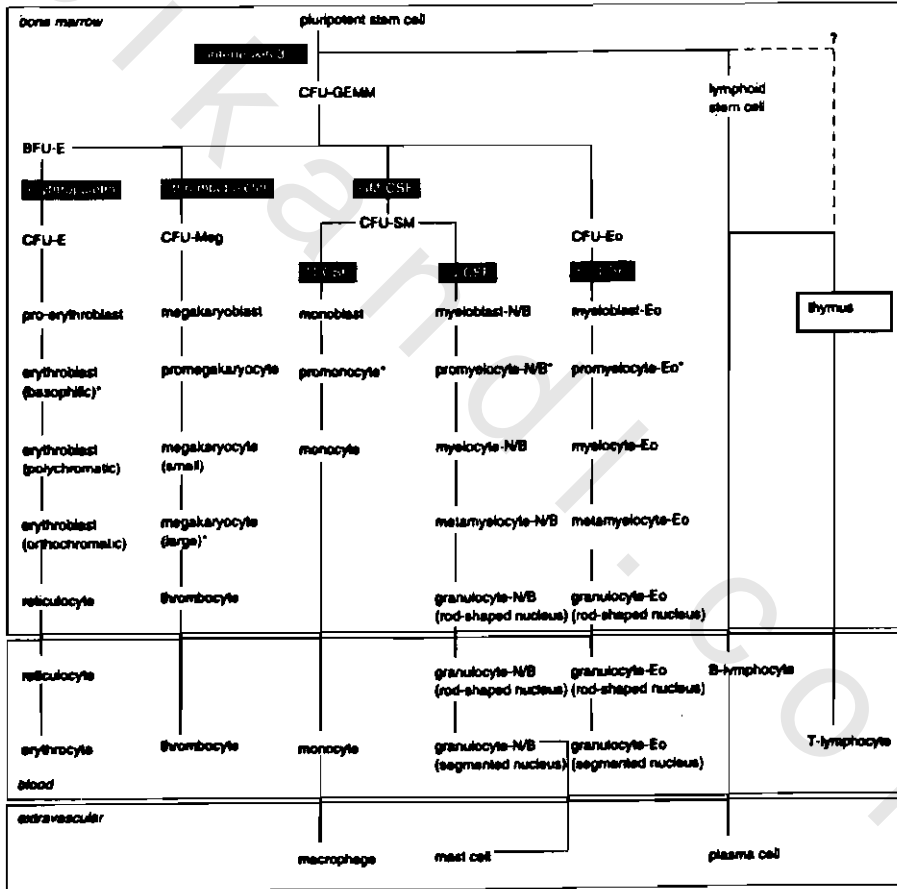 bone marrow
pluripotent stem cell
?
CFU-GEMM
lymphoid
stem cell
BFU-E
GM-CSF
CFU-SM
CFU-E
CFU-Meg
CFU-Eo
pro-erythroblast
megakaryoblast
monoblast
myeloblast-N/B
myeloblast-Eo
thymus
erythroblast
(basophilic)*
promegakaryocyte
promonocyte*
promyelocyte-N/B*
promyelocyte-Eo*
erythroblast
(polychromatic)
megakaryocyte
(small)
monocyte
myelocyte-N/B
myelocyte-Eo
erythroblast
(orthochromatic)
megakaryocyte
(large)*
metamyelocyte-N/B
metamyelocyte-Eo
reticulocyte
thrombocyte
granulocyte-N/B
(rod-shaped nucleus)
granulocyte-Eo
(rod-shaped nucleus)
reticulocyte
granulocyte-N/B
(rod-shaped nucleus)
granulocyte-Eo
(rod-shaped nucleus)
B-lymphocyte
erythrocyte
thrombocyte
monocyte
granulocyte-N/B
(segmented nucleus)
granulocyte-Eo
(segmented nucleus)
T-lymphocyte
blood
extravascular
macrophage
mast cell
plasma cell